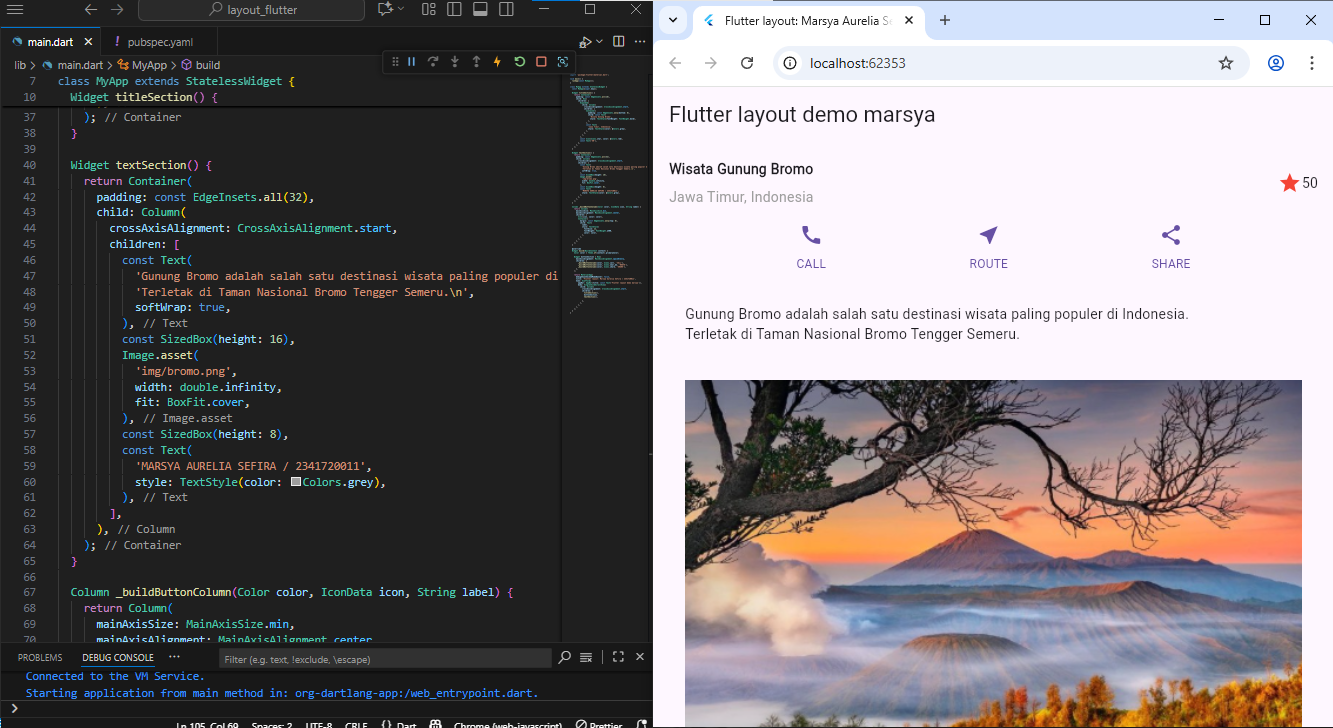 layout_flutter
main.dart
pubspec.yaml
lib > main.dart > MyApp > build
7 class MyApp extends StatelessWidget {
10 Widget titleSection() {
37 ); // Container
38 }
39
40 Widget textSection() {
41 return Container(
42 padding: const EdgeInsets.all(32),
43 child: Column(
44 crossAxisAlignment: CrossAxisAlignment.start,
45 children: [
46 const Text(
47 'Gunung Bromo adalah salah satu destinasi wisata paling populer di
48 'Terletak di Taman Nasional Bromo Tengger Semeru.\n',
49 softWrap: true,
50 ), // Text
51 const SizedBox(height: 16),
52 Image.asset(
53 'img/bromo.png',
54 width: double.infinity,
55 fit: BoxFit.cover,
56 ), // Image.asset
57 const SizedBox(height: 8),
58 const Text(
59 'MARSYA AURELIA SEFIRA / 2341720011',
60 style: TextStyle(color: Colors.grey),
61 ), // Text
62 ],
63 ), // Column
64 ); // Container
65 }
66
67 Column _buildButtonColumn(Color color, IconData icon, String label) {
68 return Column(
69 mainAxisSize: MainAxisSize.min,
70 mainAxisAlignment: MainAxisAlignment.center
PROBLEMS DEBUG CONSOLE ...
Filter (e.g. text, !exclude, \escape)
Connected to the VM Service.
Starting application from main method in: org-dartlang-app:/web_entrypoint.dart.
Ln 105, Col 69 Spaces: 2 UTF-8 CRLF {} Dart Chrome (web-javascript) Prettier
Flutter layout: Marsya Aurelia Se
localhost:62353
Flutter layout demo marsya
Wisata Gunung Bromo
Jawa Timur, Indonesia
50
CALL
ROUTE
SHARE
Gunung Bromo adalah salah satu destinasi wisata paling populer di Indonesia.
Terletak di Taman Nasional Bromo Tengger Semeru.